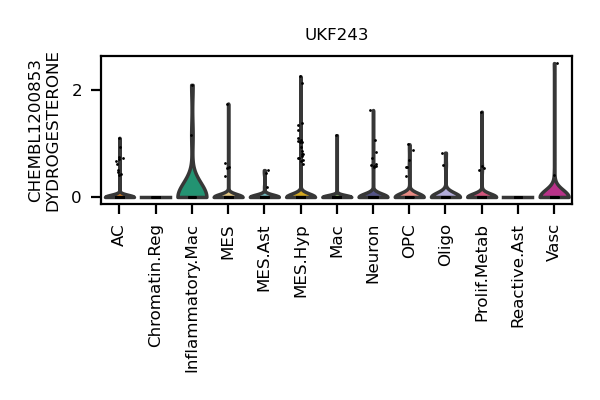 UKF243
CHEMBL1200853
DYDROGESTERONE
2
0
AC
Chromatin.Reg
Inflammatory.Mac
MES
MES.Ast
MES.Hyp
Mac
Neuron
OPC
Oligo
Prolif.Metab
Reactive.Ast
Vasc